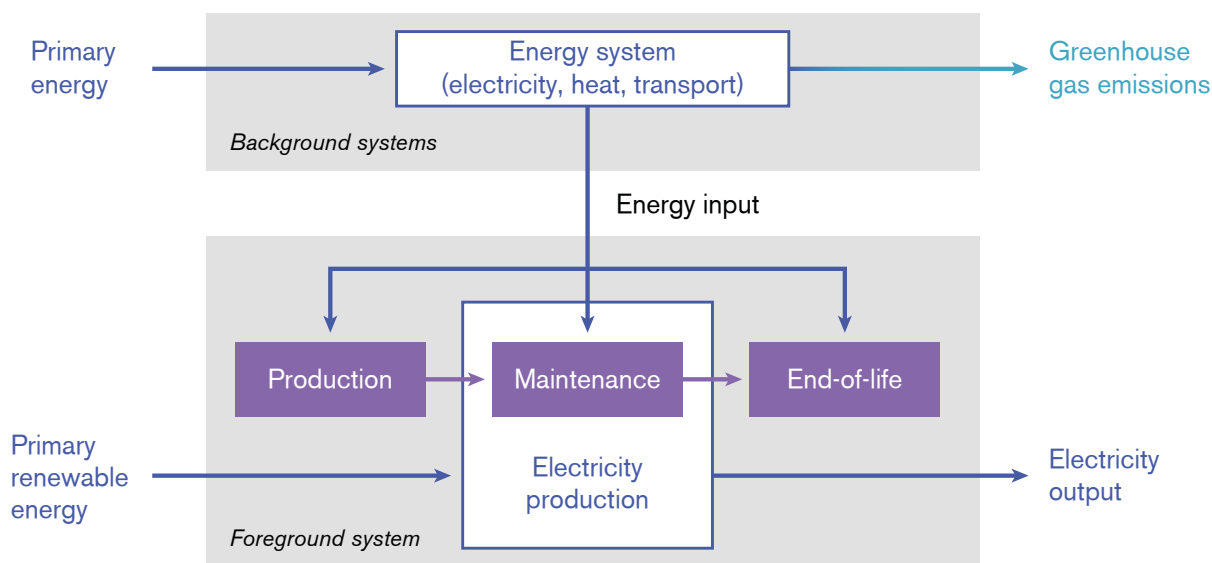 Primary
energy
Energy system
(electricity, heat, transport)
Greenhouse
gas emissions
Background systems
Energy input
Production
Maintenance
End-of-life
Primary
renewable
energy
Electricity
production
Electricity
output
Foreground system